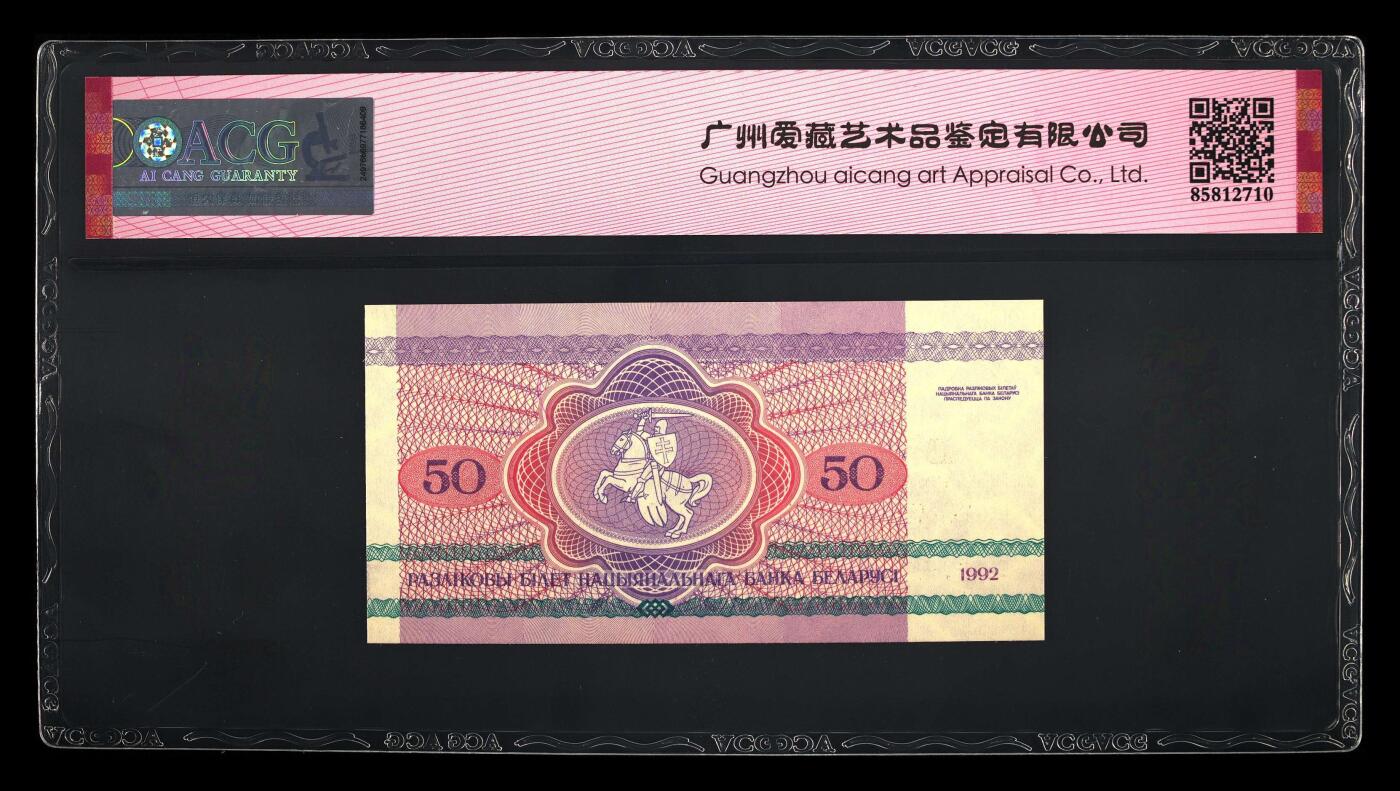 ACG
AI CANG GUARANTY
广州爱藏艺术品鉴定有限公司
Guangzhou aicang art Appraisal Co., Ltd.
85812710
ПАДРОБКА РАЗЛІКОВЫХ БІЛЕТАЎ
НАЦЫЯНАЛЬНАГА БАНКА БЕЛАРУСІ
ПРАСЛЕДУЕЦЦА ПА ЗАКОНУ
50
50
РАЗЛІКОВЫ БІЛЕТ НАЦЫЯНАЛЬНАГА БАНКА БЕЛАРУСІ
1992